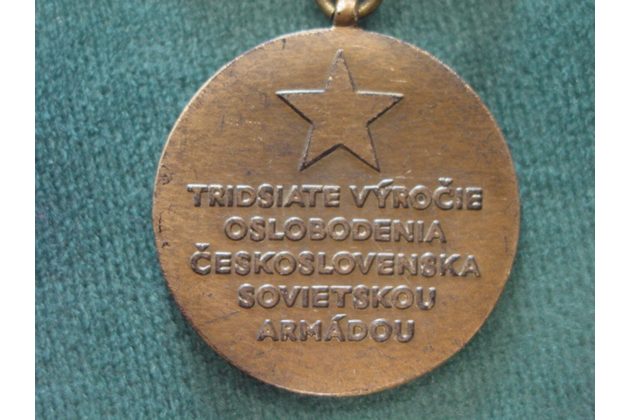 TRIDSIATE VÝROČIE
OSLOBODENIA
ČESKOSLOVENSKA
SOVIETSKOU
ARMÁDOU